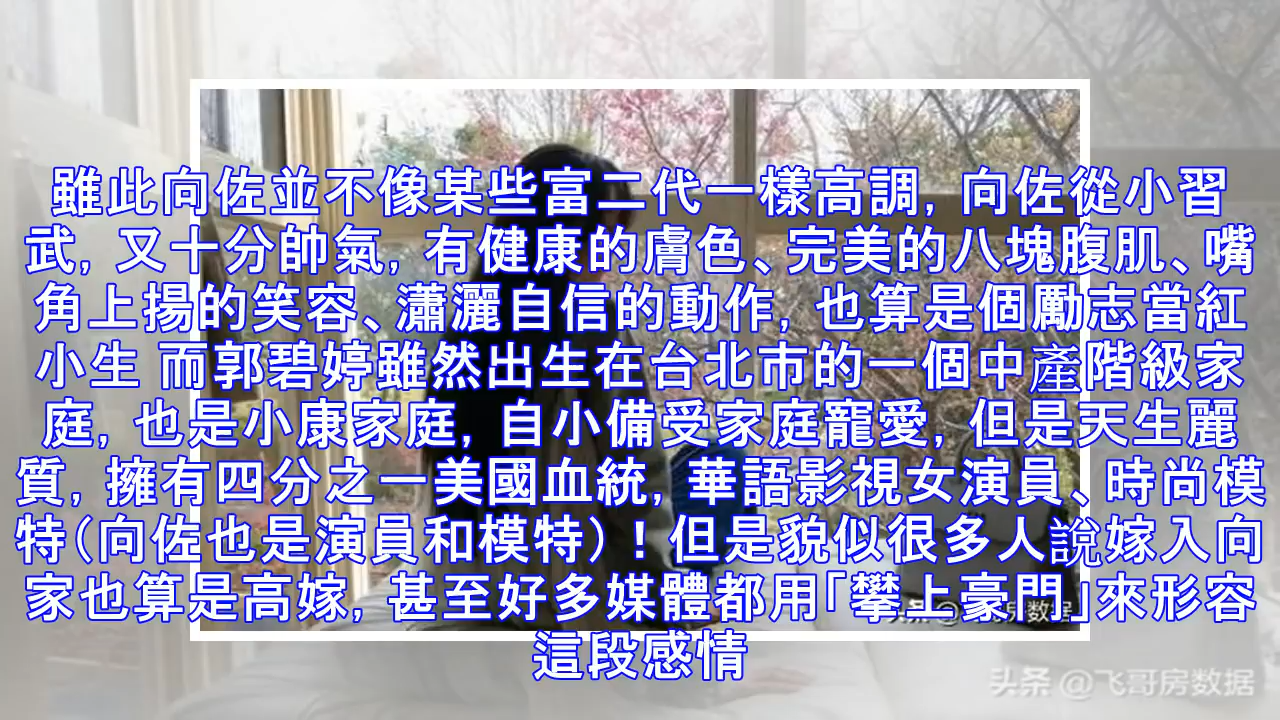 雖此向佐並不像某些富二代一樣高調, 向佐從小習
武, 又十分帥氣, 有健康的膚色、完美的八塊腹肌、嘴
角上揚的笑容、瀟灑自信的動作, 也算是個勵志當紅
小生 而郭碧婷雖然出生在台北市的一個中產階級家
庭, 也是小康家庭, 自小備受家庭寵愛, 但是天生麗
質, 擁有四分之一美國血統, 華語影視女演員、時尚模
特(向佐也是演員和模特)! 但是貌似很多人說嫁入向
家也算是高嫁, 甚至好多媒體都用「攀上豪門」來形容
這段感情
头条 @飞哥房数据